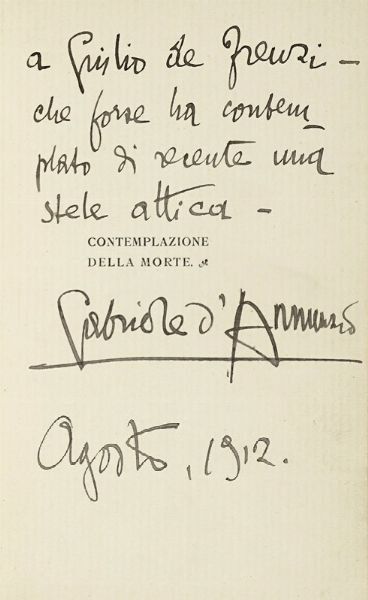 a Giulio de Frenzi —
che forse ha contem_
plato di recente una
stele attica —
CONTEMPLAZIONE
DELLA MORTE.
Gabriele d'Annunzio
Agosto, 1912.